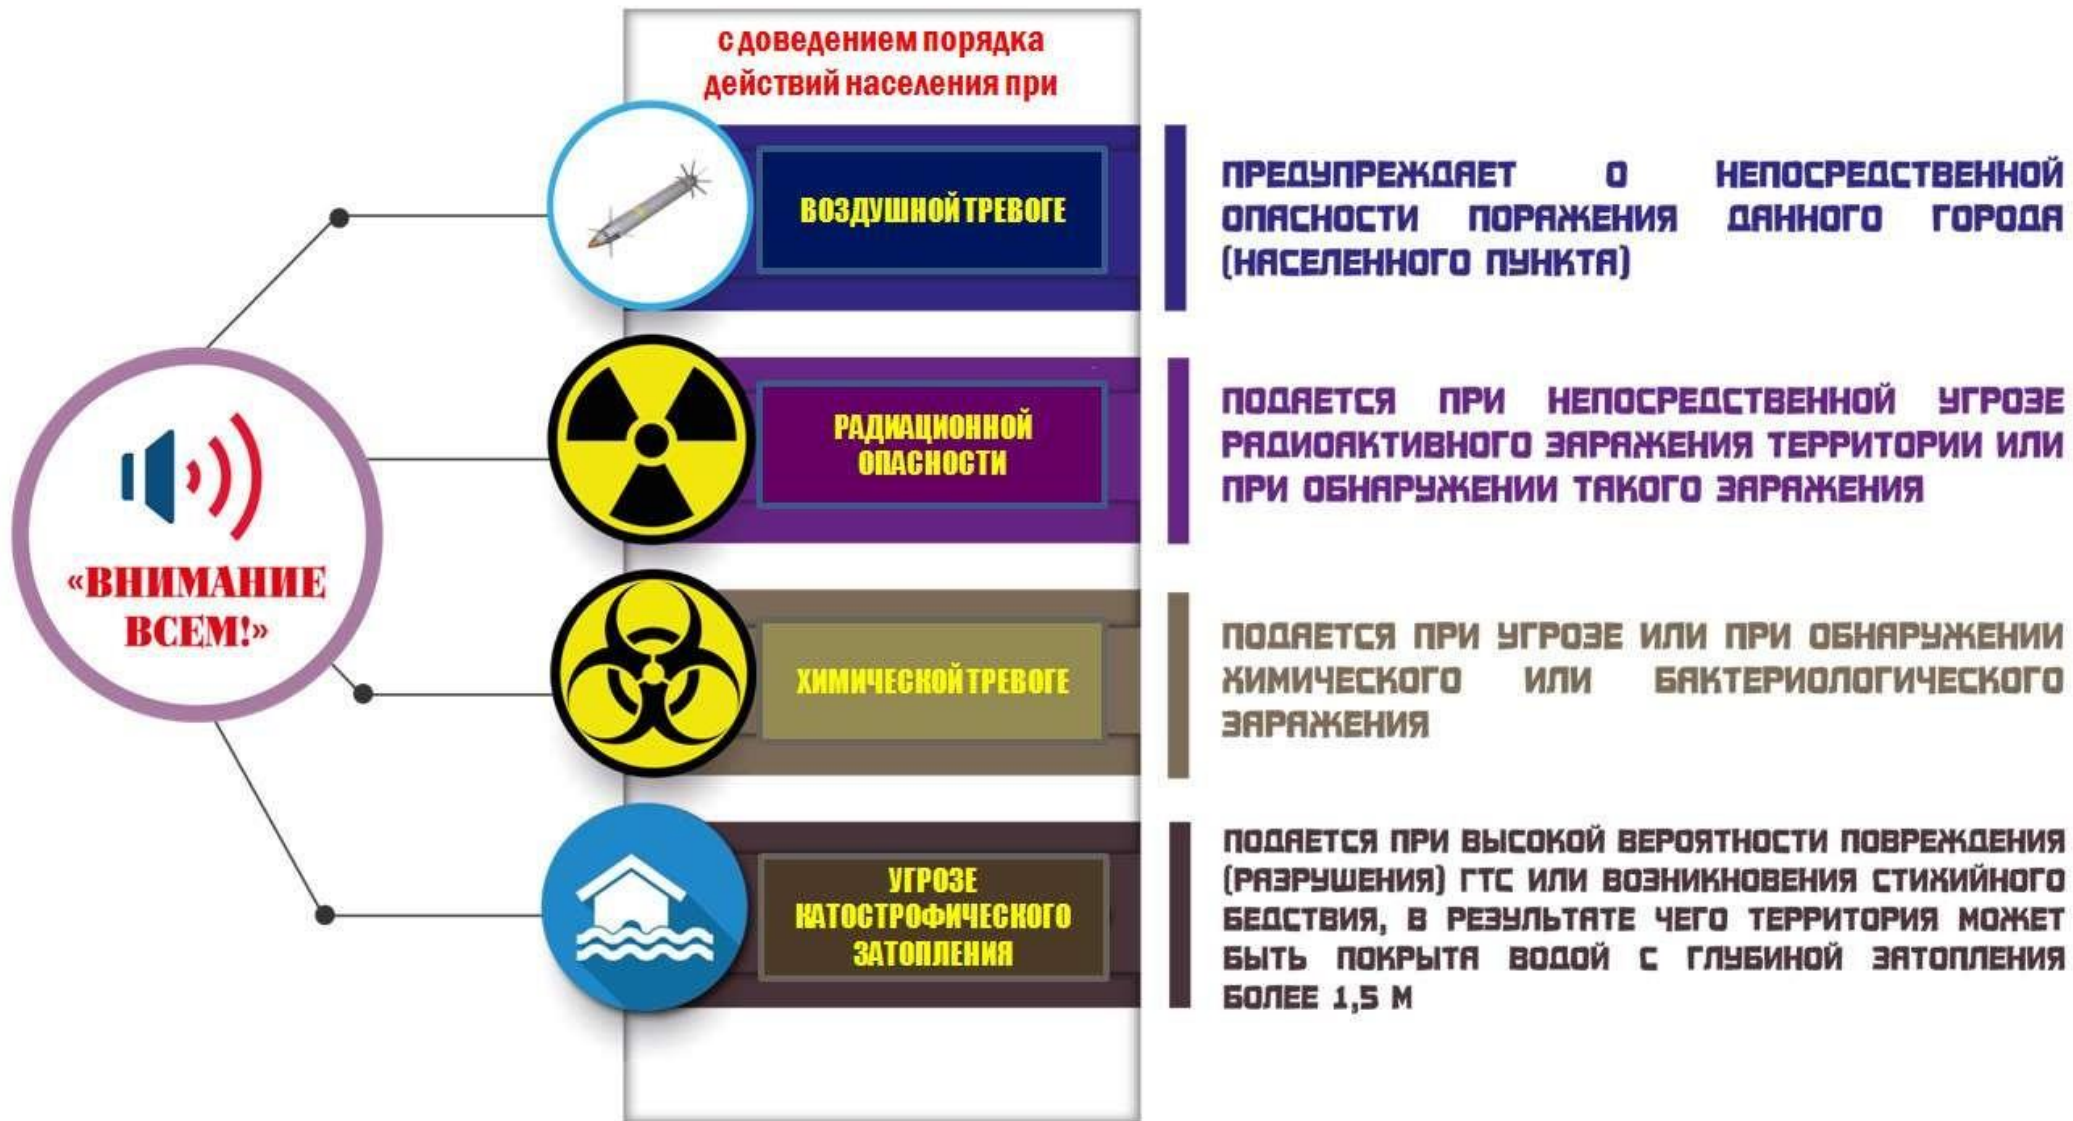 с доведением порядка
действий населения при
«ВНИМАНИЕ
ВСЕМ!»
ВОЗДУШНОЙ ТРЕВОГЕ
ПРЕДУПРЕЖДАЕТ О НЕПОСРЕДСТВЕННОЙ
ОПАСНОСТИ ПОРАЖЕНИЯ ДАННОГО ГОРОДА
(НАСЕЛЕННОГО ПУНКТА)
РАДИАЦИОННОЙ
ОПАСНОСТИ
ПОДАЕТСЯ ПРИ НЕПОСРЕДСТВЕННОЙ УГРОЗЕ
РАДИОАКТИВНОГО ЗАРАЖЕНИЯ ТЕРРИТОРИИ ИЛИ
ПРИ ОБНАРУЖЕНИИ ТАКОГО ЗАРАЖЕНИЯ
ХИМИЧЕСКОЙ ТРЕВОГЕ
ПОДАЕТСЯ ПРИ УГРОЗЕ ИЛИ ПРИ ОБНАРУЖЕНИИ
ХИМИЧЕСКОГО ИЛИ БАКТЕРИОЛОГИЧЕСКОГО
ЗАРАЖЕНИЯ
УГРОЗЕ
КАТОСТРОФИЧЕСКОГО
ЗАТОПЛЕНИЯ
ПОДАЕТСЯ ПРИ ВЫСОКОЙ ВЕРОЯТНОСТИ ПОВРЕЖДЕНИЯ
(РАЗРУШЕНИЯ) ГТС ИЛИ ВОЗНИКНОВЕНИЯ СТИХИЙНОГО
БЕДСТВИЯ, В РЕЗУЛЬТАТЕ ЧЕГО ТЕРРИТОРИЯ МОЖЕТ
БЫТЬ ПОКРЫТА ВОДОЙ С ГЛУБИНОЙ ЗАТОПЛЕНИЯ
БОЛЕЕ 1,5 М